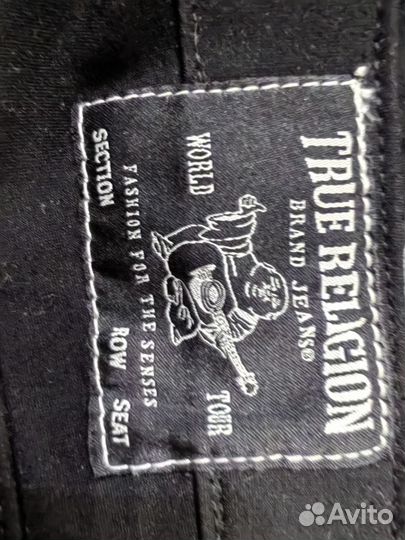 TRUE RELIGION
BRAND JEANS®
WORLD TOUR
FASHION FOR THE SENSES
SECTION ROW SEAT
Avito